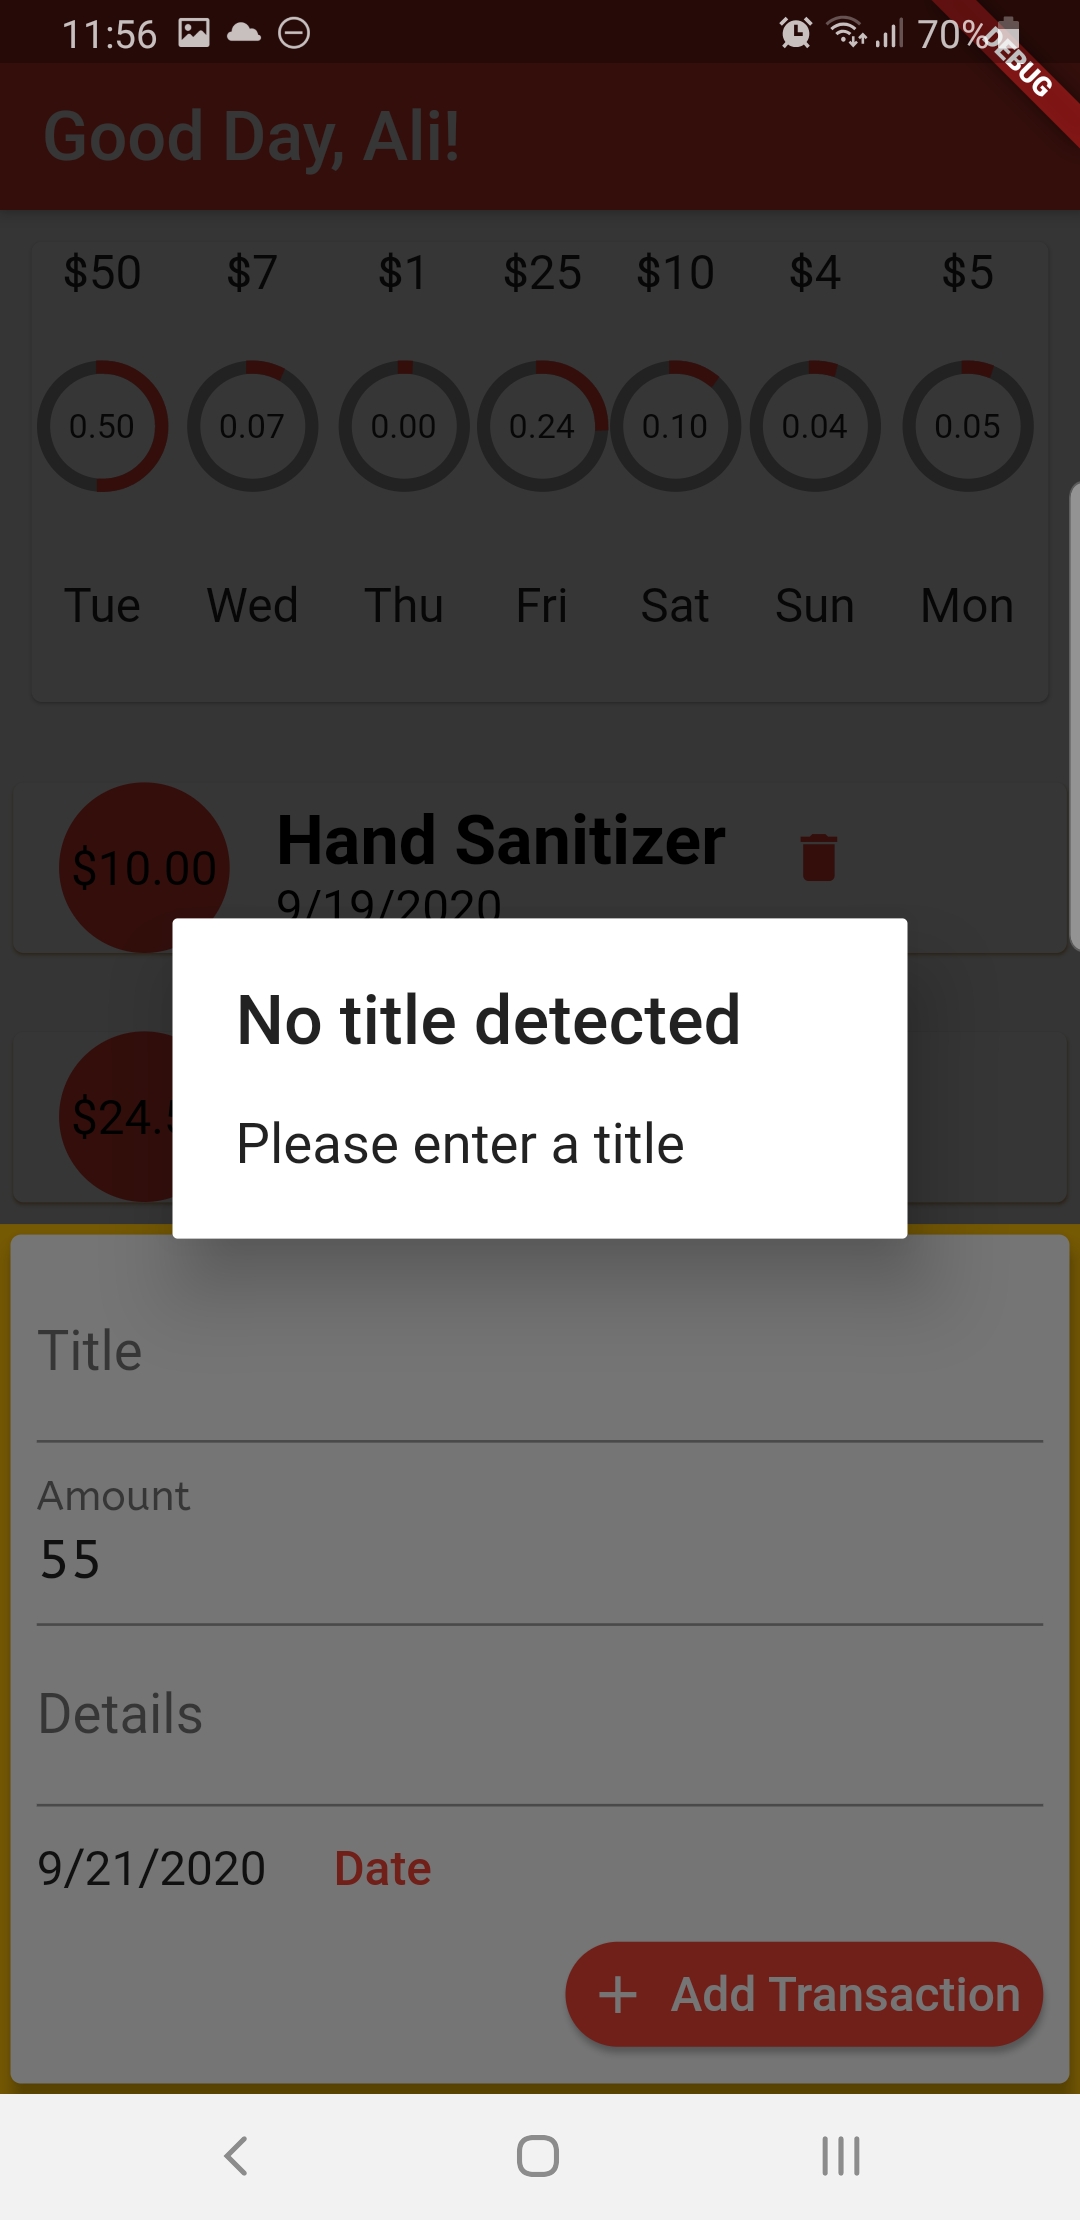 11:56 70%
DEBUG
Good Day, Ali!
$50 $7 $1 $25 $10 $4 $5
0.50 0.07 0.00 0.24 0.10 0.04 0.05
Tue Wed Thu Fri Sat Sun Mon
$10.00 Hand Sanitizer
9/19/2020
$24.
No title detected
Please enter a title
Title
Amount
55
Details
9/21/2020 Date
+ Add Transaction